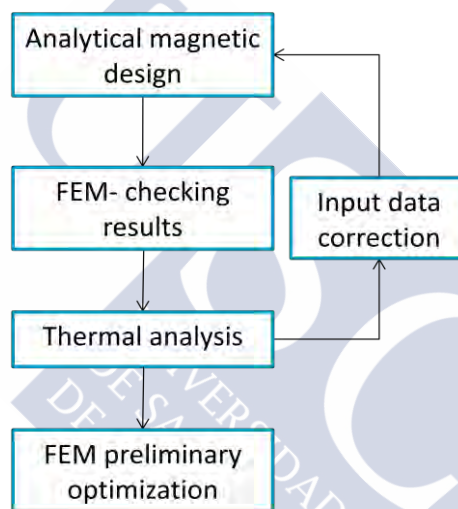 Analytical magnetic
design
FEM- checking
results
Input data
correction
Thermal analysis
FEM preliminary
optimization